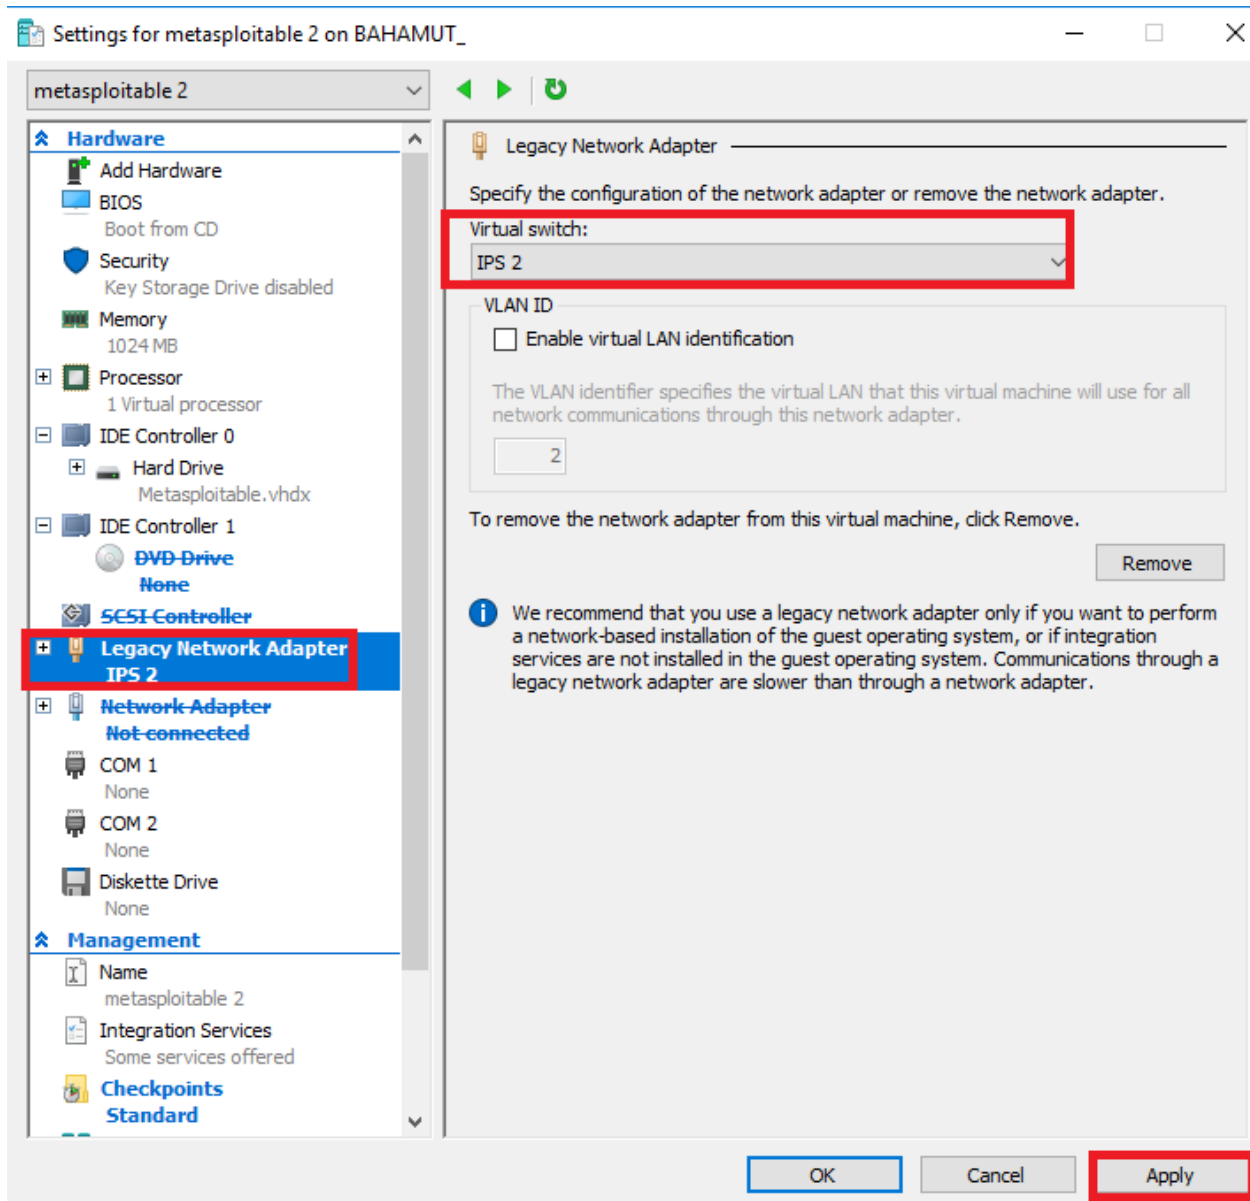 Settings for metasploitable 2 on BAHAMUT_
metasploitable 2
Hardware
Add Hardware
BIOS
Boot from CD
Security
Key Storage Drive disabled
Memory
1024 MB
Processor
1 Virtual processor
IDE Controller 0
Hard Drive
Metasploitable.vhdx
IDE Controller 1
DVD Drive
None
SCSI Controller
Legacy Network Adapter
IPS 2
Network Adapter
Not connected
COM 1
None
COM 2
None
Diskette Drive
None
Management
Name
metasploitable 2
Integration Services
Some services offered
Checkpoints
Standard
Legacy Network Adapter
Specify the configuration of the network adapter or remove the network adapter.
Virtual switch:
IPS 2
VLAN ID
Enable virtual LAN identification
The VLAN identifier specifies the virtual LAN that this virtual machine will use for all
network communications through this network adapter.
2
To remove the network adapter from this virtual machine, click Remove.
Remove
We recommend that you use a legacy network adapter only if you want to perform
a network-based installation of the guest operating system, or if integration
services are not installed in the guest operating system. Communications through a
legacy network adapter are slower than through a network adapter.
OK
Cancel
Apply